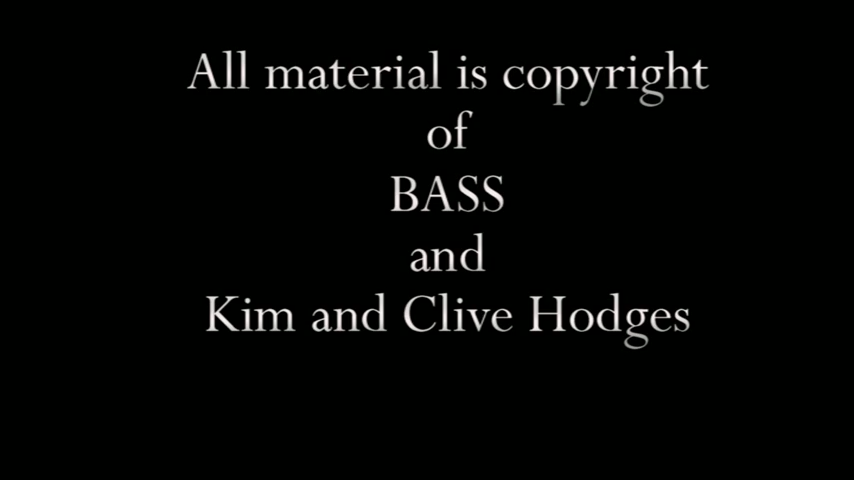 All material is copyright
of
BASS
and
Kim and Clive Hodges